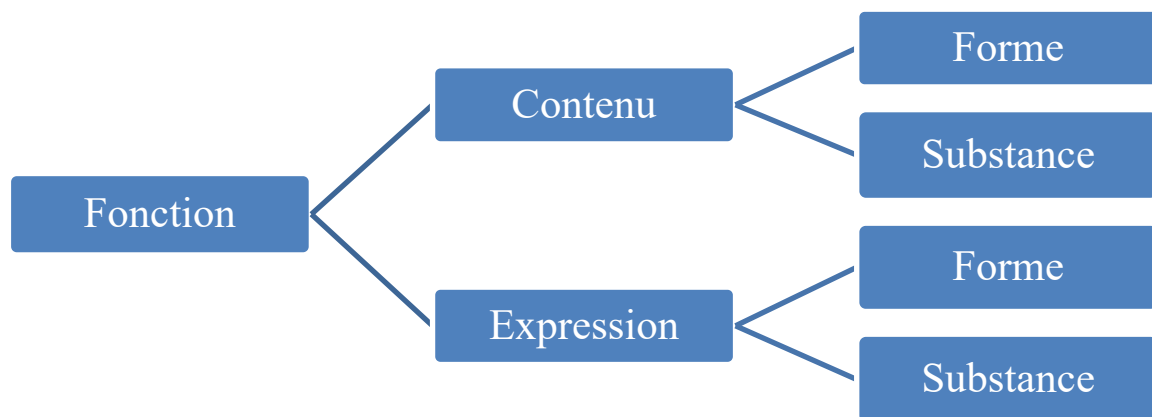 Fonction
Contenu
Forme
Substance
Expression
Forme
Substance